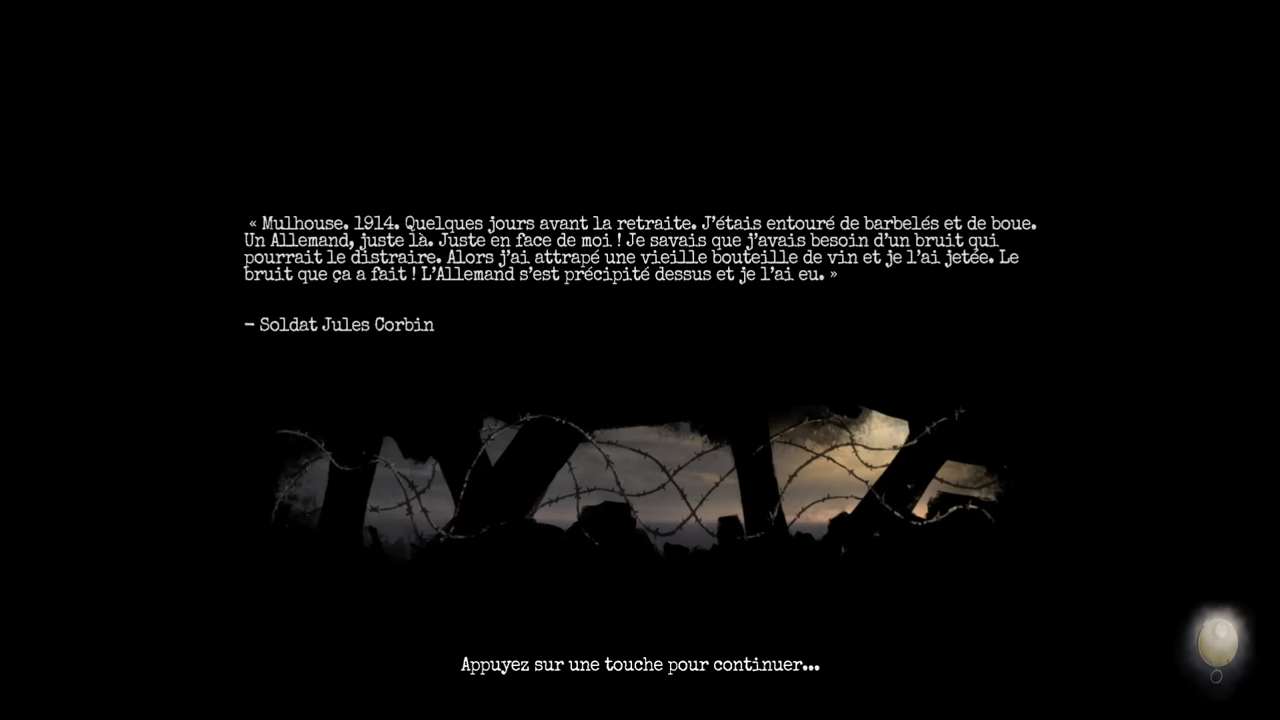 « Mulhouse. 1914. Quelques jours avant la retraite. J’étais entouré de barbelés et de boue.
Un Allemand, juste là. Juste en face de moi ! Je savais que j’avais besoin d’un bruit qui
pourrait le distraire. Alors j’ai attrapé une vieille bouteille de vin et je l’ai jetée. Le
bruit que ça a fait ! L’Allemand s’est précipité dessus et je l’ai eu. »
– Soldat Jules Corbin
Appuyez sur une touche pour continuer...